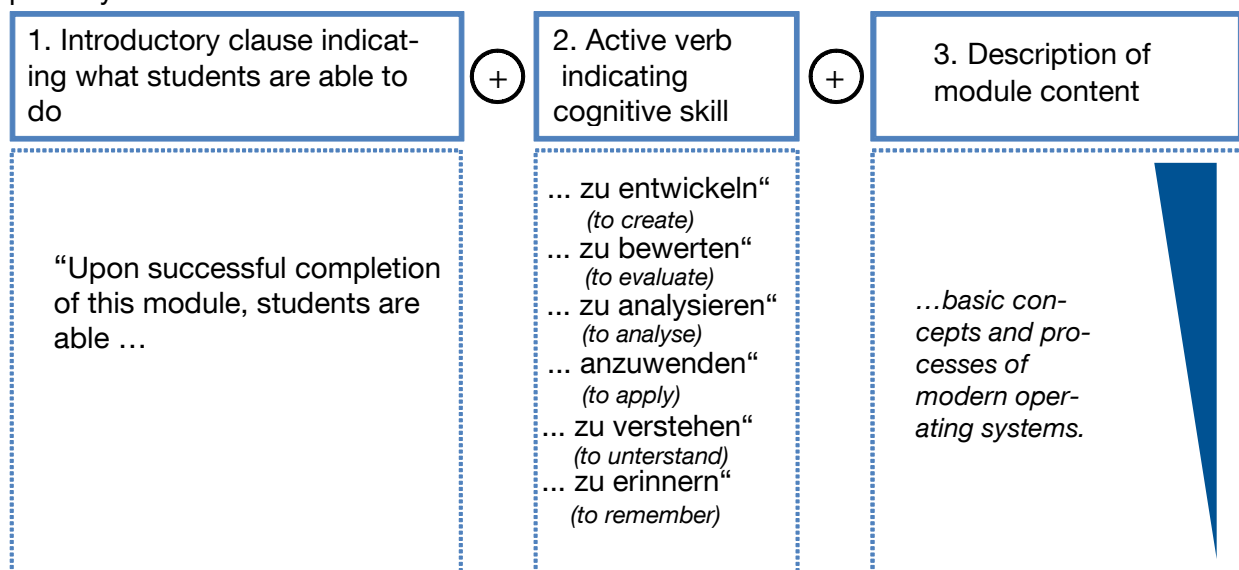 1. Introductory clause indicat-
ing what students are able to
do
+
2. Active verb
indicating
cognitive skill
+
3. Description of
module content
“Upon successful completion
of this module, students are
able …
... zu entwickeln“
(to create)
... zu bewerten“
(to evaluate)
... zu analysieren“
(to analyse)
... anzuwenden“
(to apply)
... zu verstehen“
(to unterstand)
... zu erinnern“
(to remember)
…basic con-
cepts and pro-
cesses of
modern oper-
ating systems.